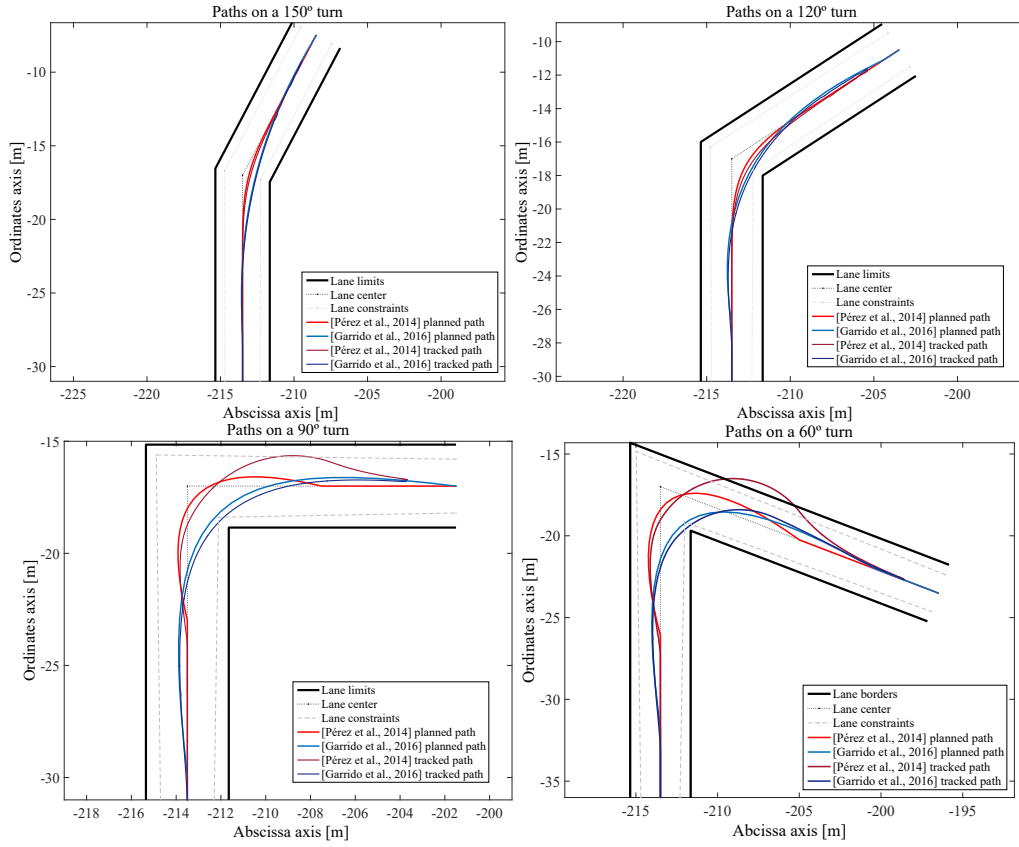 Paths on a 150º turn
-10
-15
-20
-25
-30
Ordinates axis [m]
Lane limits
Lane center
Lane constraints
[Pérez et al., 2014] planned path
[Garrido et al., 2016] planned path
[Pérez et al., 2014] tracked path
[Garrido et al., 2016] tracked path
-225 -220 -215 -210 -205 -200
Abscissa axis [m]
Paths on a 120º turn
-10
-12
-14
-16
-18
-20
-22
-24
-26
-28
-30
Ordinates axis [m]
Lane limits
Lane center
Lane constraints
[Pérez et al., 2014] planned path
[Garrido et al., 2016] planned path
[Pérez et al., 2014] tracked path
[Garrido et al., 2016] tracked path
-220 -215 -210 -205 -200
Abscissa axis [m]
Paths on a 90º turn
-15
-20
-25
-30
Ordinates axis [m]
Lane limits
Lane center
Lane constraints
[Pérez et al., 2014] planned path
[Garrido et al., 2016] planned path
[Pérez et al., 2014] tracked path
[Garrido et al., 2016] tracked path
-218 -216 -214 -212 -210 -208 -206 -204 -202 -200
Abscissa axis [m]
Paths on a 60º turn
-15
-20
-25
-30
-35
Ordinates axis [m]
Lane borders
Lane center
Lane constraints
[Pérez et al., 2014] planned path
[Garrido et al., 2016] planned path
[Pérez et al., 2014] tracked path
[Garrido et al., 2016] tracked path
-215 -210 -205 -200 -195
Abscissa axis [m]